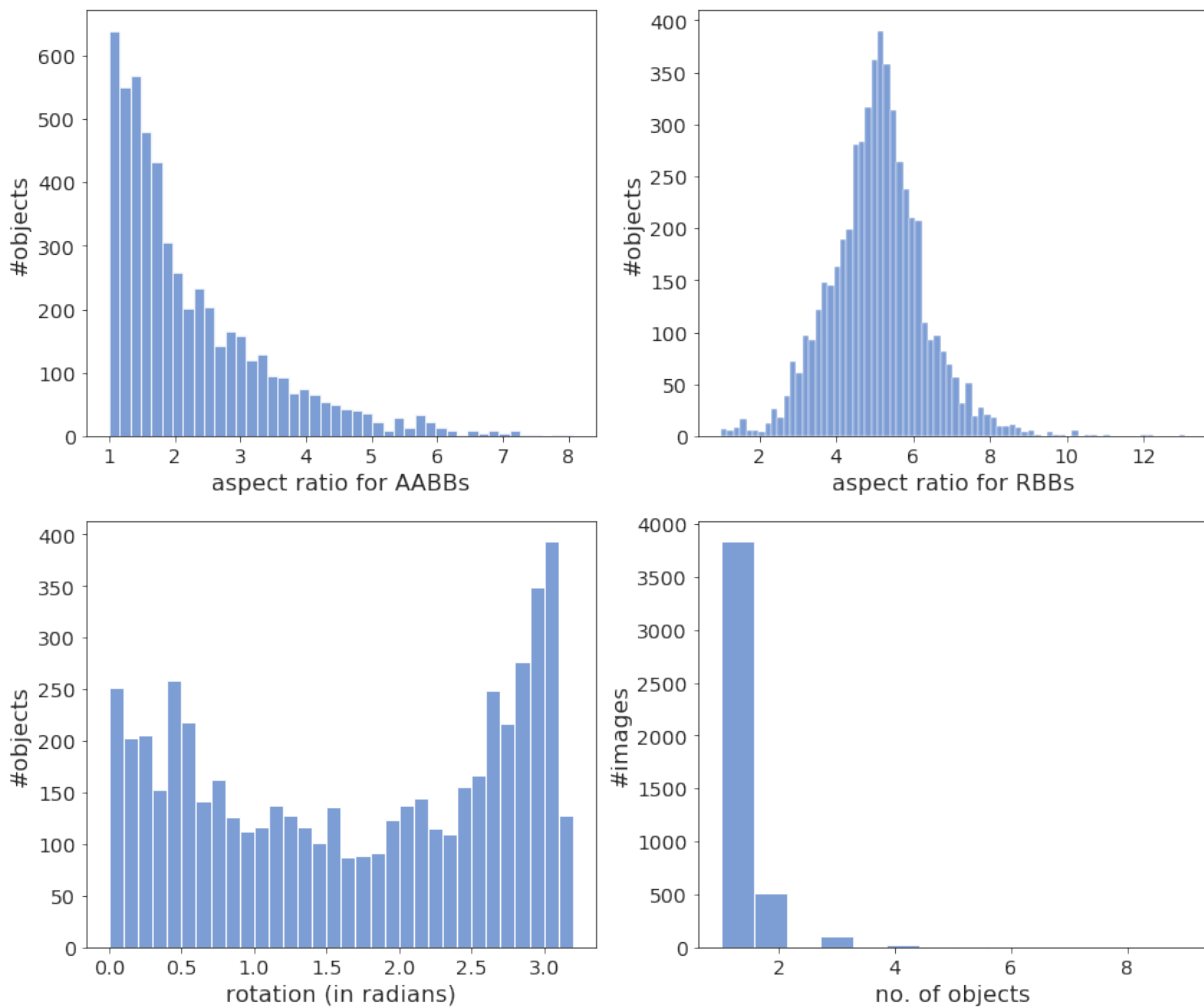 #objects
600
500
400
300
200
100
0
1 2 3 4 5 6 7 8
aspect ratio for AABBs
#objects
400
350
300
250
200
150
100
50
0
2 4 6 8 10 12
aspect ratio for RBBs
#objects
400
350
300
250
200
150
100
50
0
0.0 0.5 1.0 1.5 2.0 2.5 3.0
rotation (in radians)
#images
4000
3500
3000
2500
2000
1500
1000
500
0
2 4 6 8
no. of objects